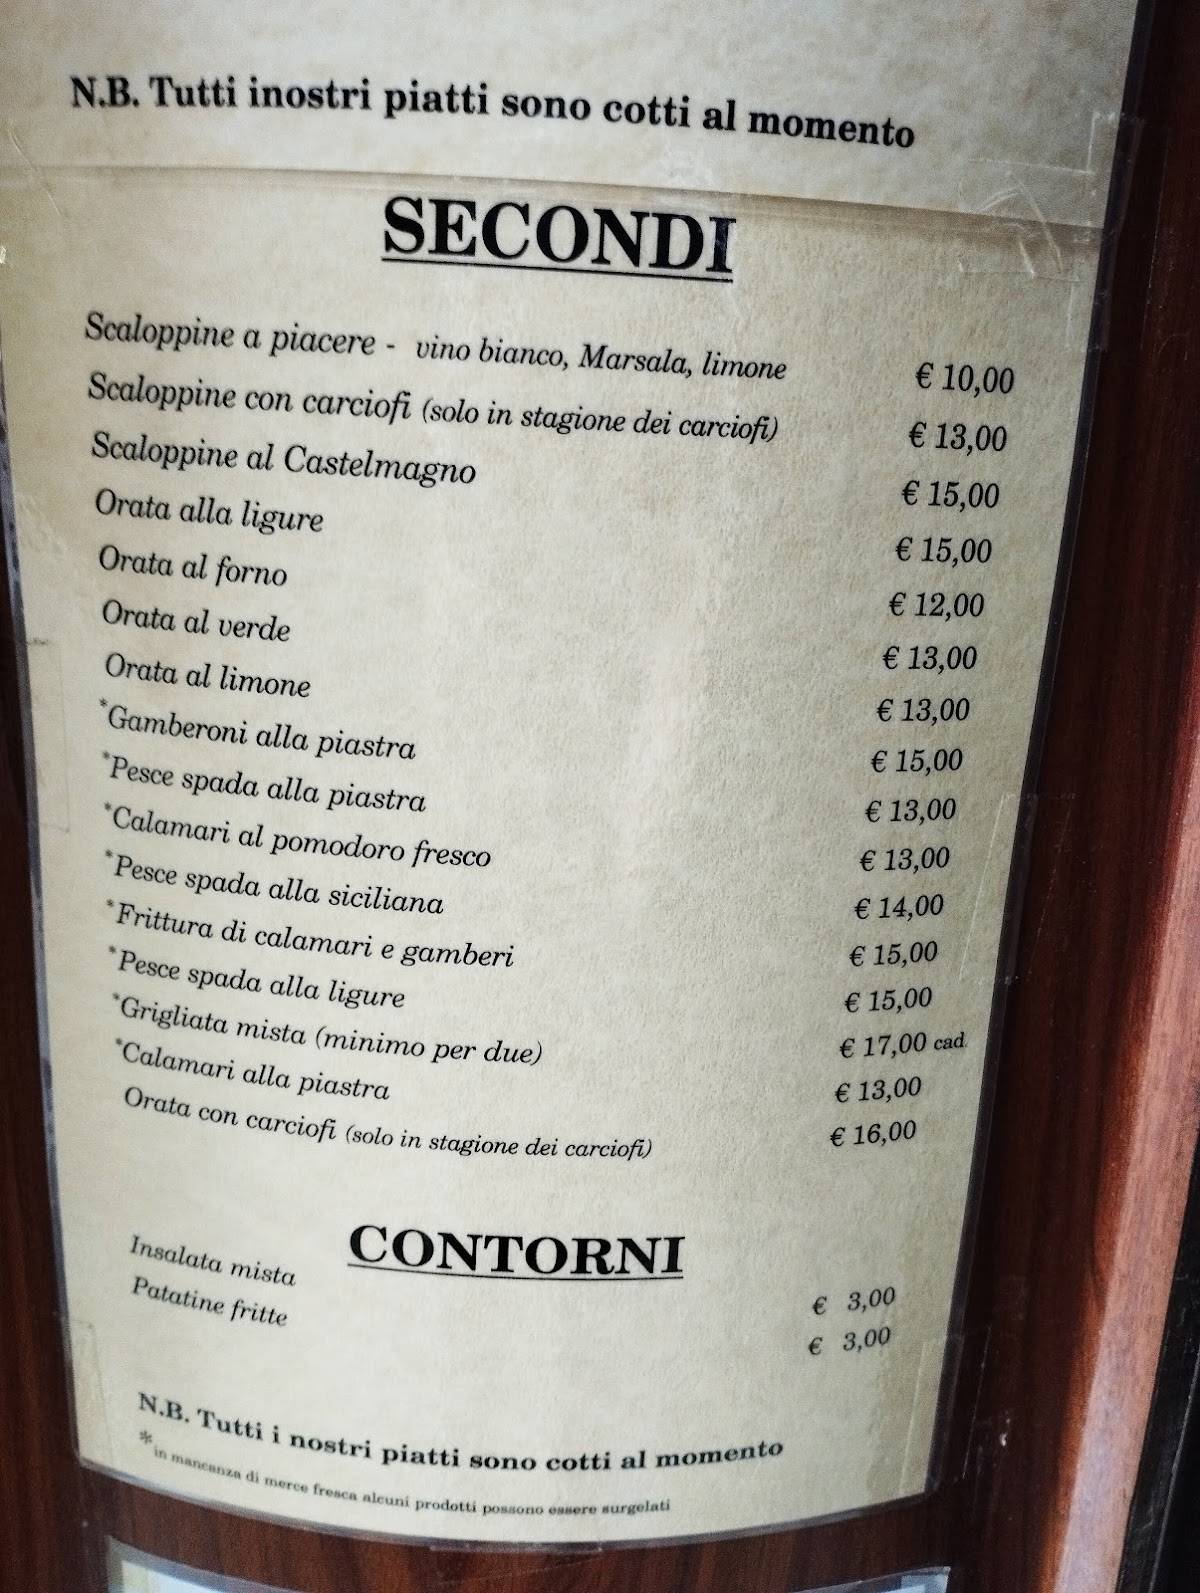 N.B. Tutti inostri piatti sono cotti al momento
SECONDI
Scaloppine a piacere - vino bianco, Marsala, limone € 10,00
Scaloppine con carciofi (solo in stagione dei carciofi) € 13,00
Scaloppine al Castelmagno € 15,00
Orata alla ligure € 15,00
Orata al forno € 12,00
Orata al verde € 13,00
Orata al limone € 13,00
*Gamberoni alla piastra € 15,00
*Pesce spada alla piastra € 13,00
*Calamari al pomodoro fresco € 13,00
*Pesce spada alla siciliana € 14,00
*Frittura di calamari e gamberi € 15,00
*Pesce spada alla ligure € 15,00
*Grigliata mista (minimo per due) € 17,00 cad.
*Calamari alla piastra € 13,00
Orata con carciofi (solo in stagione dei carciofi) € 16,00
CONTORNI
Insalata mista € 3,00
Patatine fritte € 3,00
N.B. Tutti i nostri piatti sono cotti al momento
*in mancanza di merce fresca alcuni prodotti possono essere surgelati